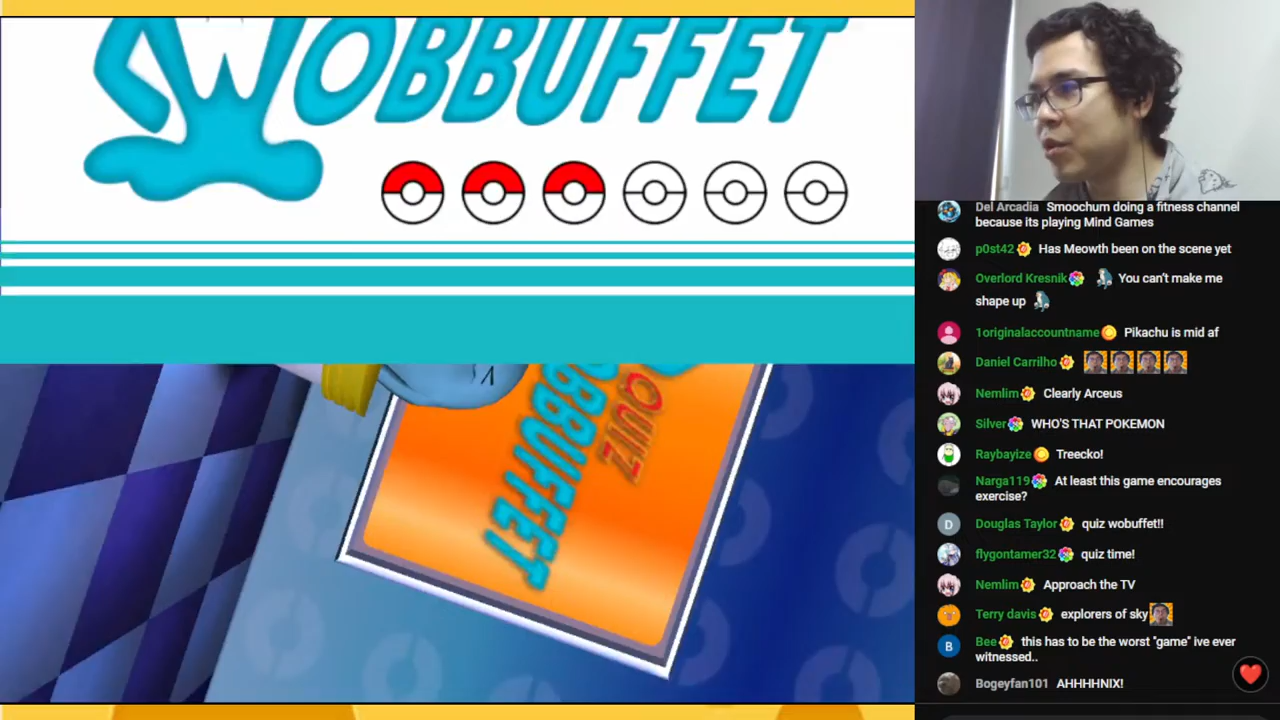 WOBBUFFET
QUIZ
OBBUFFET
Del Arcadia Smoochum doing a fitness channel
because its playing Mind Games
p0st42 Has Meowth been on the scene yet
Overlord Kresnik You can't make me
shape up
1originalaccountname Pikachu is mid af
Daniel Carrilho
Nemlim Clearly Arceus
Silver WHO'S THAT POKEMON
Raybayize Treecko!
Narga119 At least this game encourages
exercise?
D Douglas Taylor quiz wobuffet!!
flygontamer32 quiz time!
Nemlim Approach the TV
Terry davis explorers of sky
B Bee this has to be the worst "game" ive ever
witnessed..
Bogeyfan101 AHHHHNIX!